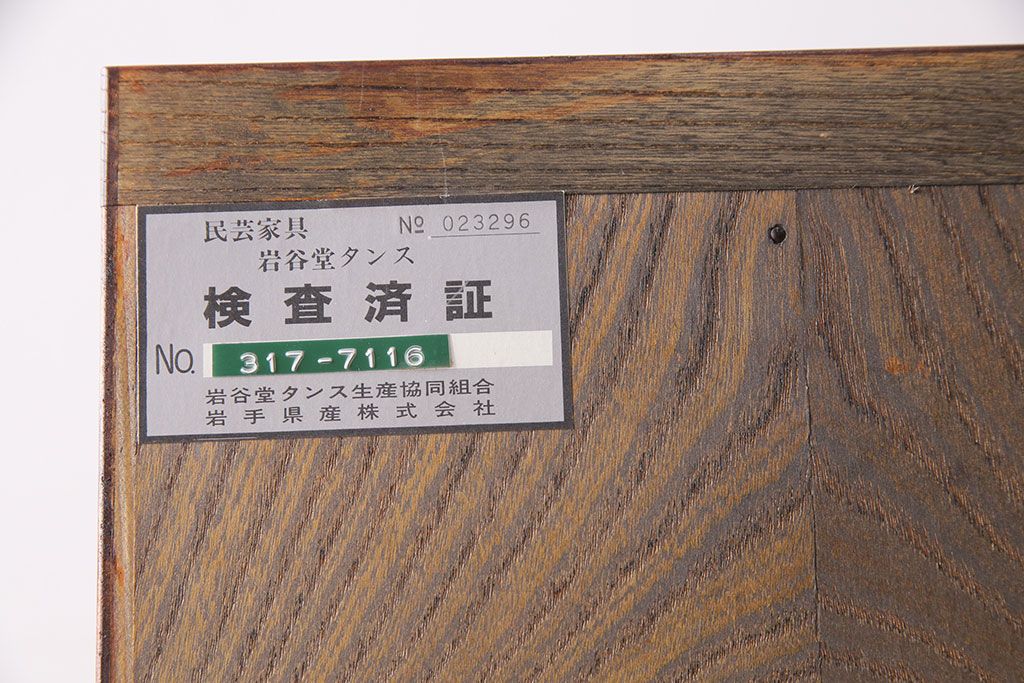 民芸家具 № 023296
岩谷堂タンス
検査済証
No. 317-7116
岩谷堂タンス生産協同組合
岩手県産株式会社